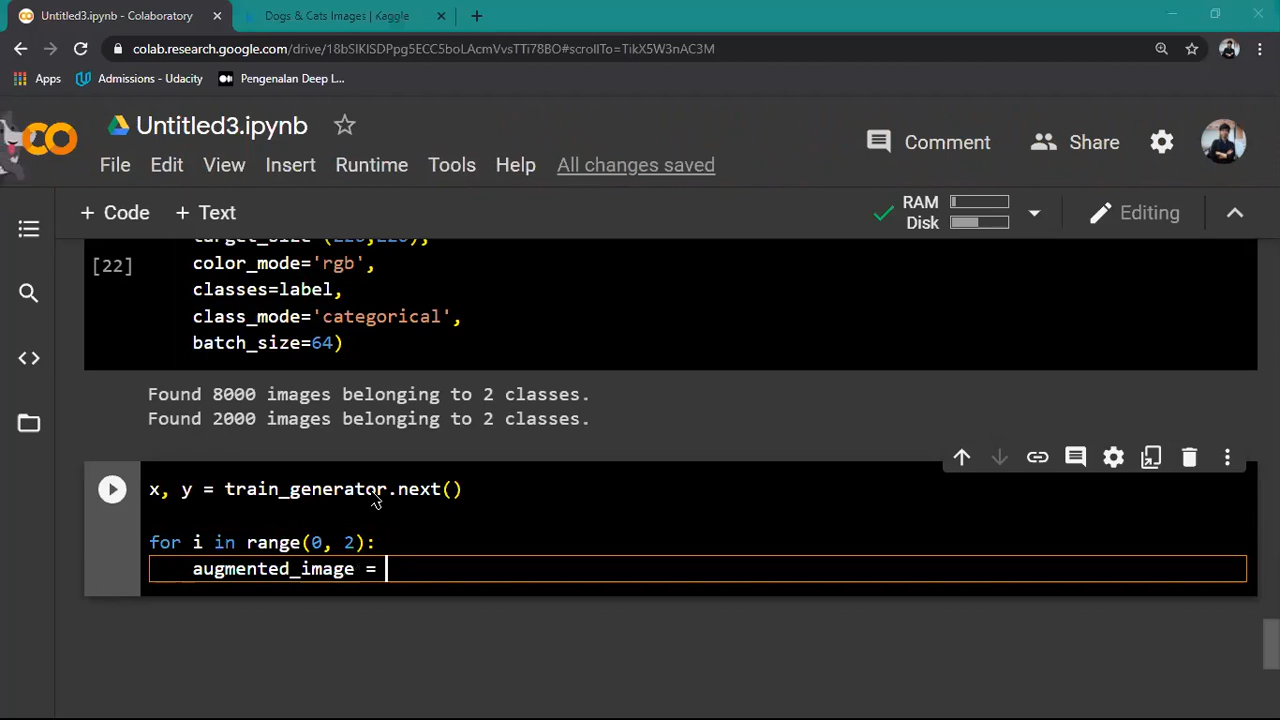 Untitled3.ipynb - Colaboratory
Dogs & Cats Images | Kaggle
colab.research.google.com/drive/18bSlKISDPpg5ECC5boLAcmVvsTTi78BO#scrollTo=TikX5W3nAC3M
Apps
Admissions - Udacity
Pengenalan Deep L...
Untitled3.ipynb
File Edit View Insert Runtime Tools Help All changes saved
Comment
Share
+ Code + Text
RAM
Disk
Editing
[22]
color_mode='rgb',
classes=label,
class_mode='categorical',
batch_size=64)
Found 8000 images belonging to 2 classes.
Found 2000 images belonging to 2 classes.
x, y = train_generator.next()
for i in range(0, 2):
augmented_image =